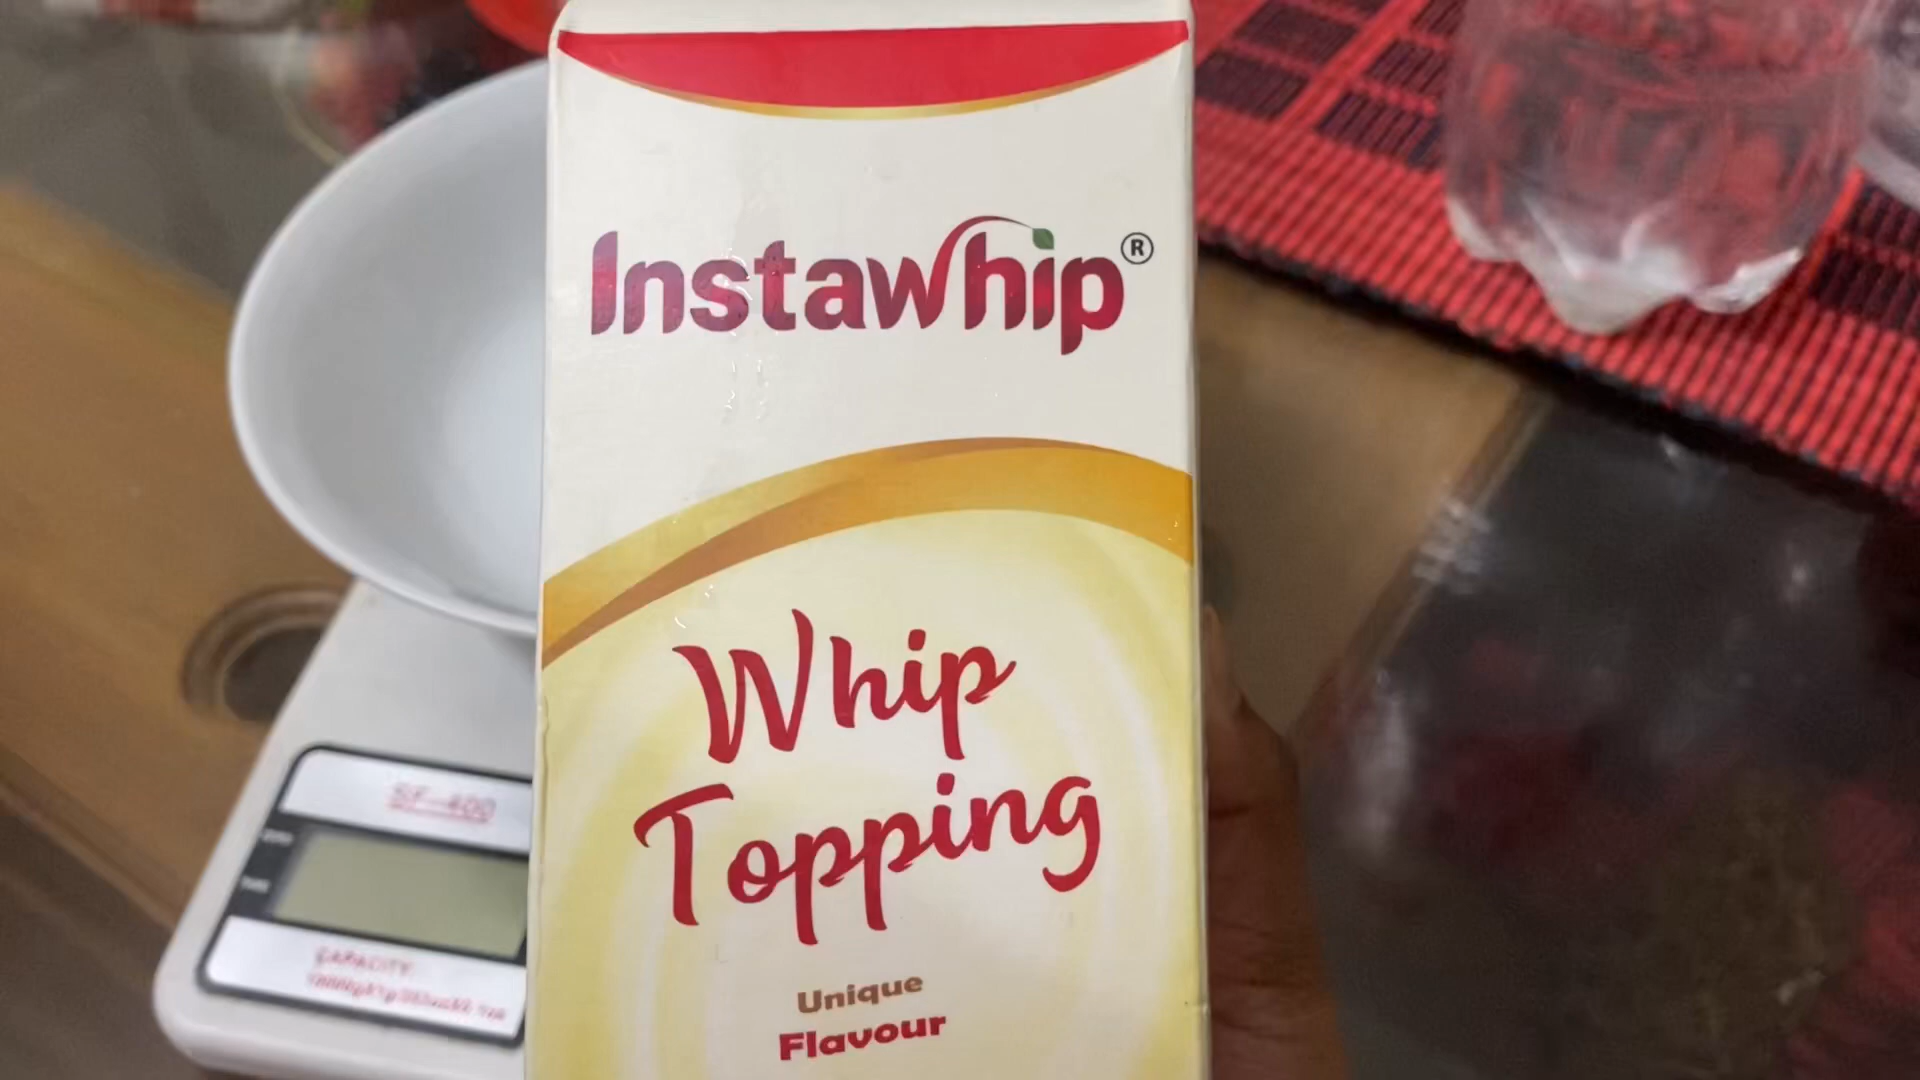 Instawhip®
Whip
Topping
Unique
Flavour
SF-400
CAPACITY: